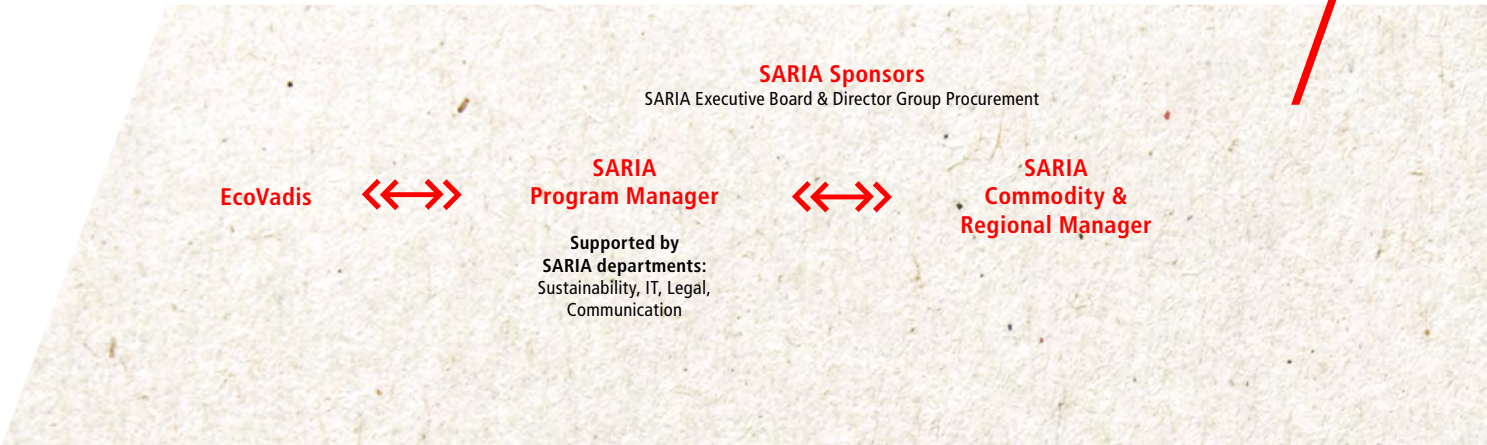 SARIA Sponsors
SARIA Executive Board & Director Group Procurement
EcoVadis
SARIA
Program Manager
Supported by
SARIA departments:
Sustainability, IT, Legal,
Communication
SARIA
Commodity &
Regional Manager